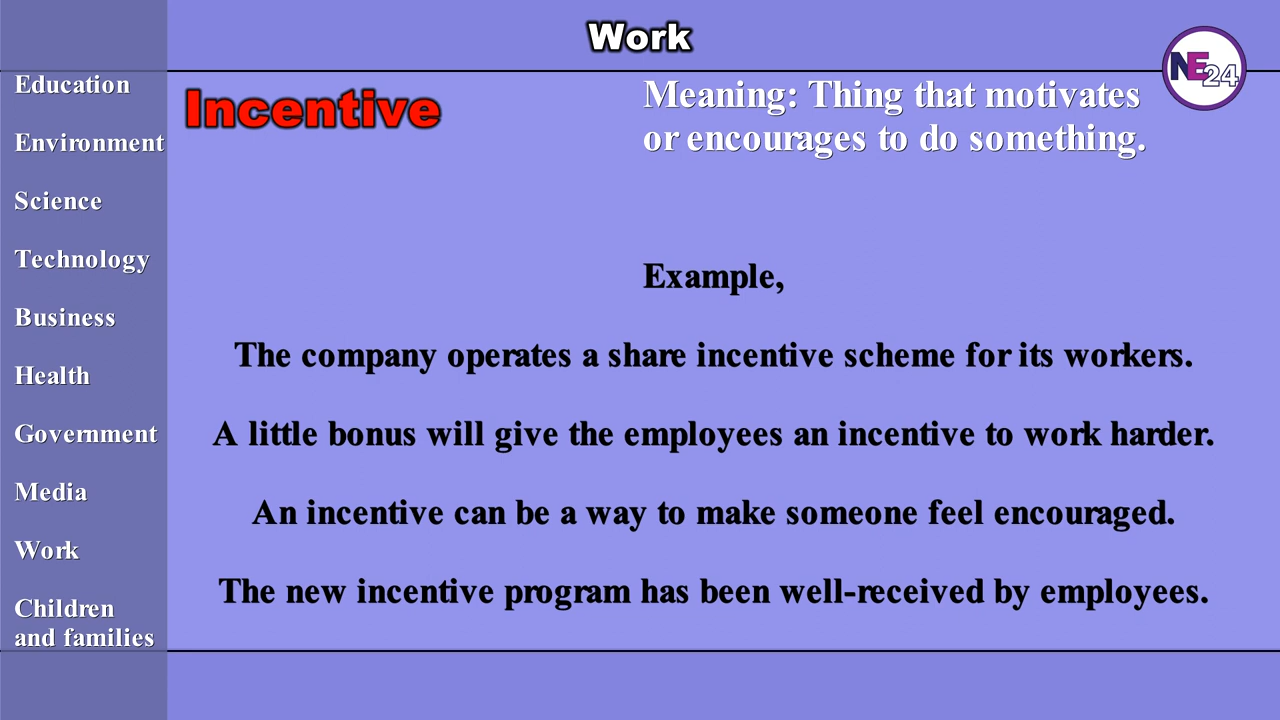 Work
NE24
Education
Environment
Science
Technology
Business
Health
Government
Media
Work
Children
and families
Incentive
Meaning: Thing that motivates
or encourages to do something.
Example,
The company operates a share incentive scheme for its workers.
A little bonus will give the employees an incentive to work harder.
An incentive can be a way to make someone feel encouraged.
The new incentive program has been well-received by employees.